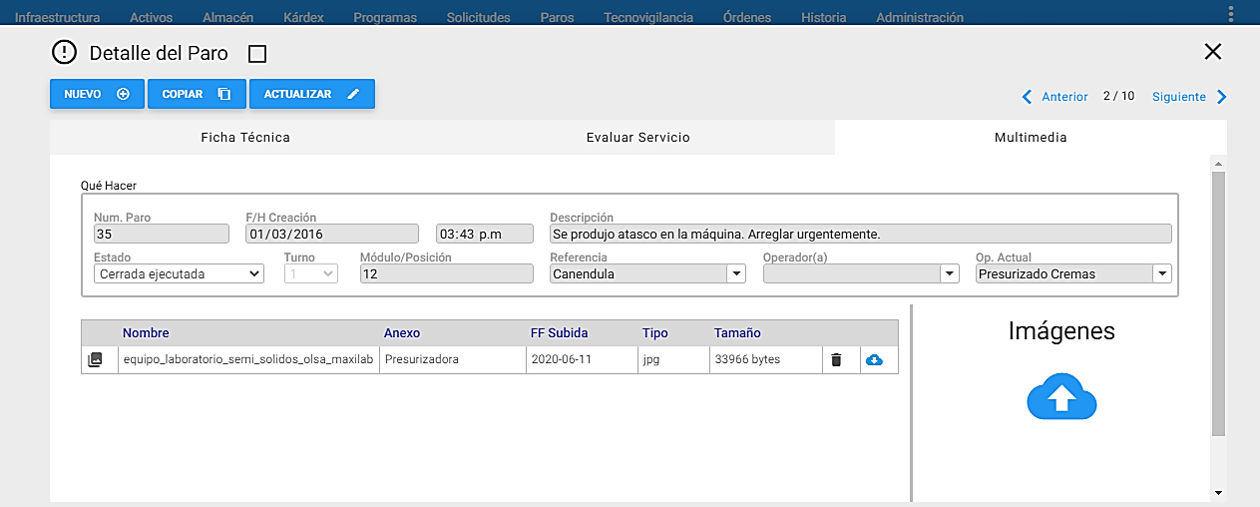 Infraestructura Activos Almacén Kárdex Programas Solicitudes Paros Tecnovigilancia Órdenes Historia Administración
Detalle del Paro
NUEVO COPIAR ACTUALIZAR
Anterior 2 / 10 Siguiente
Ficha Técnica Evaluar Servicio Multimedia
Qué Hacer
Num. Paro F/H Creación Descripción
35 01/03/2016 03:43 p.m Se produjo atasco en la máquina. Arreglar urgentemente.
Estado Turno Módulo/Posición Referencia Operador(a) Op. Actual
Cerrada ejecutada 1 12 Canendula Presurizado Cremas
Imágenes
Nombre Anexo FF Subida Tipo Tamaño
equipo_laboratorio_semi_solidos_olsa_maxilab Presurizadora 2020-06-11 jpg 33966 bytes